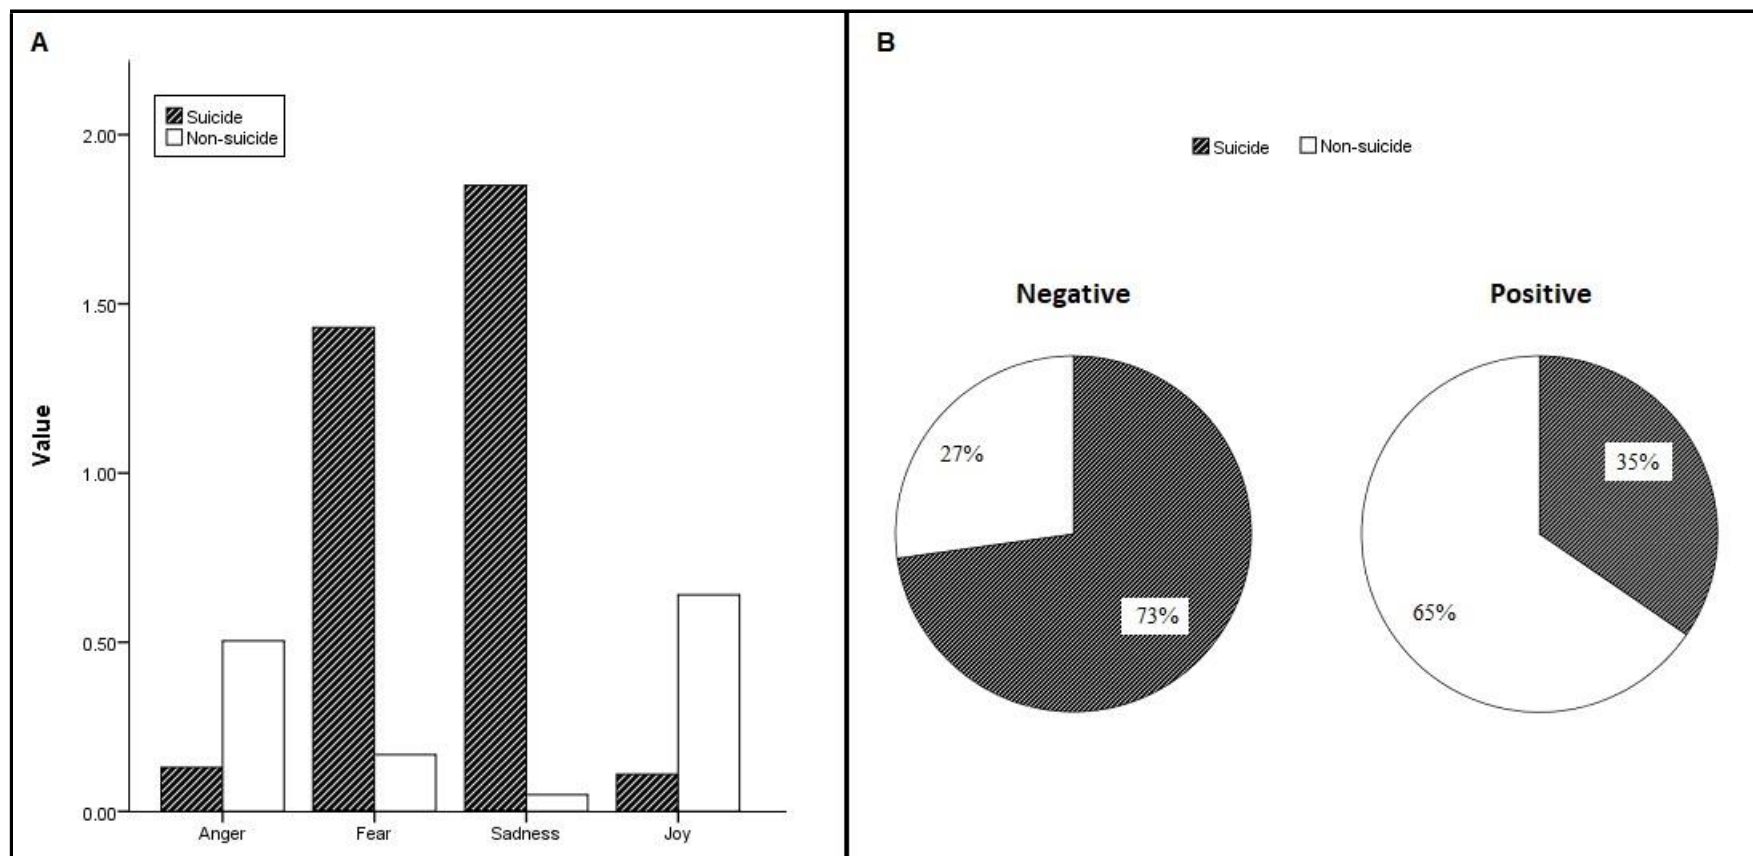 A
Suicide
Non-suicide
2.00
1.50
1.00
0.50
0.00
Value
Anger Fear Sadness Joy
B
Suicide Non-suicide
Negative Positive
27%
73%
35%
65%